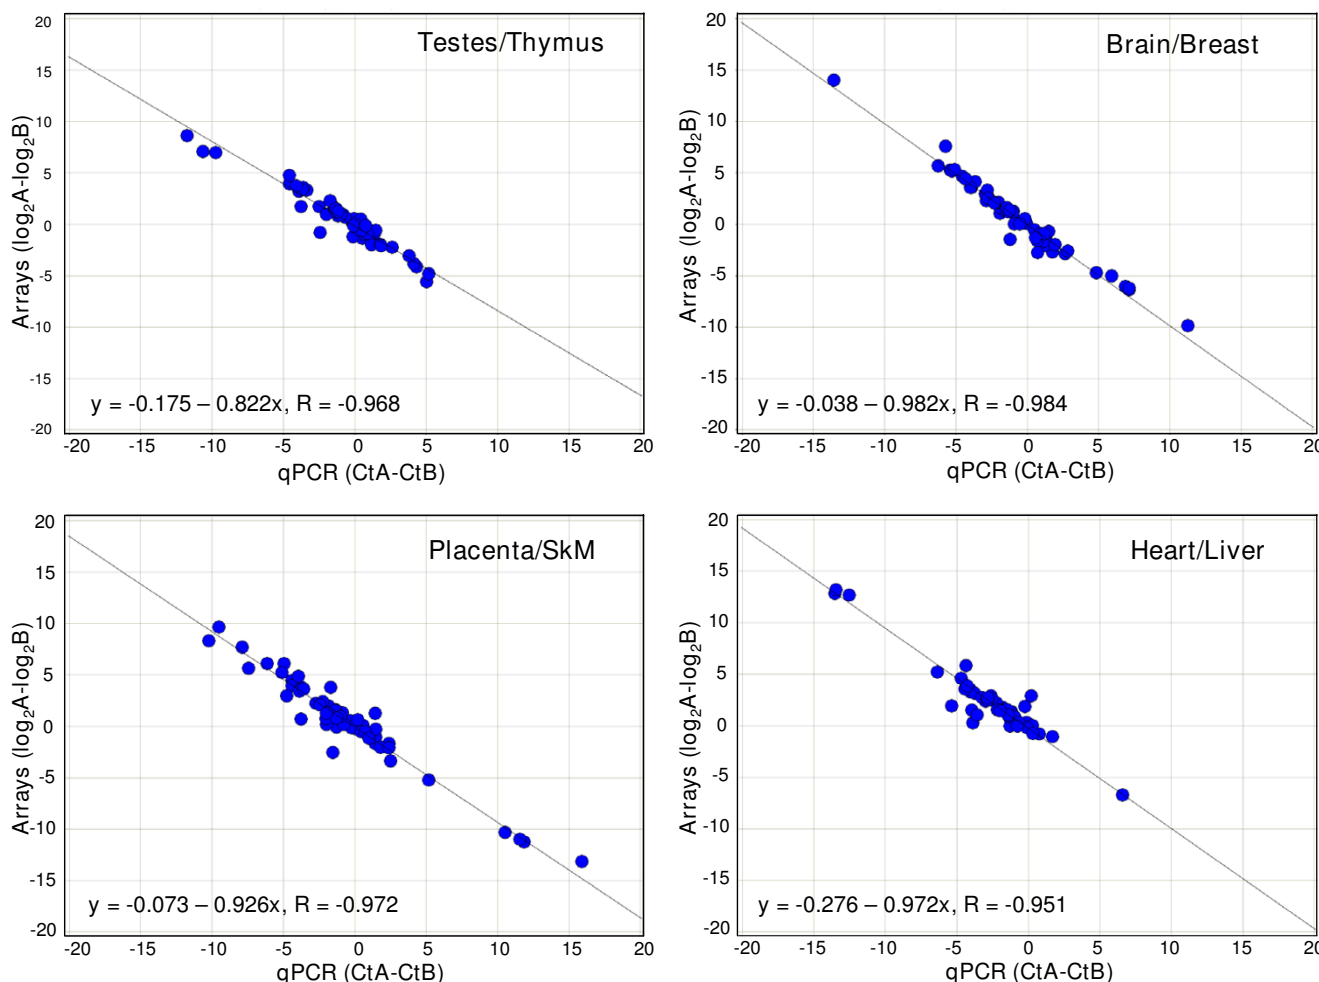 Testes/Thymus
Arrays (log₂A-log₂B)
20
15
10
5
0
-5
-10
-15
-20
y = -0.175 – 0.822x, R = -0.968
-20 -15 -10 -5 0 5 10 15 20
qPCR (CtA-CtB)
Brain/Breast
Arrays (log₂A-log₂B)
20
15
10
5
0
-5
-10
-15
-20
y = -0.038 – 0.982x, R = -0.984
-20 -15 -10 -5 0 5 10 15 20
qPCR (CtA-CtB)
Placenta/SkM
Arrays (log₂A-log₂B)
20
15
10
5
0
-5
-10
-15
-20
y = -0.073 – 0.926x, R = -0.972
-20 -15 -10 -5 0 5 10 15 20
qPCR (CtA-CtB)
Heart/Liver
Arrays (log₂A-log₂B)
20
15
10
5
0
-5
-10
-15
-20
y = -0.276 – 0.972x, R = -0.951
-20 -15 -10 -5 0 5 10 15 20
qPCR (CtA-CtB)